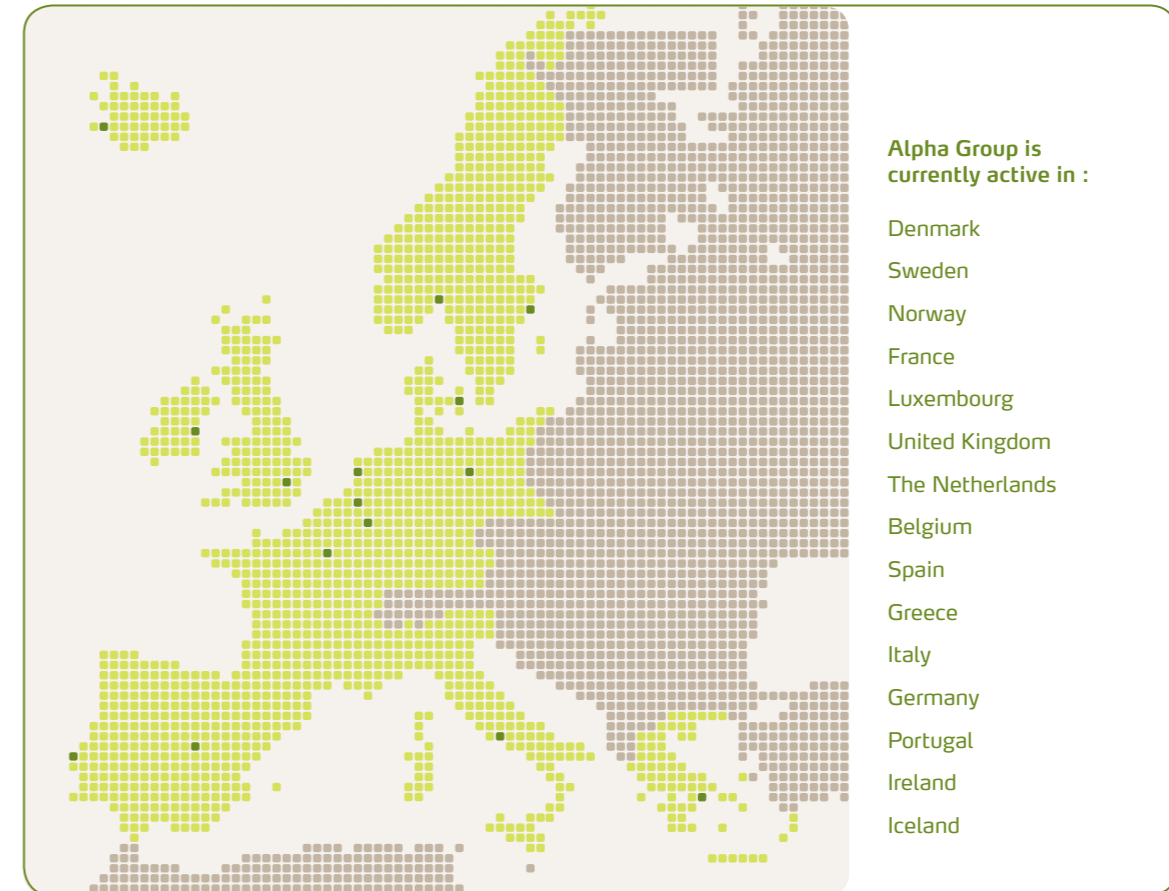 Alpha Group is
currently active in :
Denmark
Sweden
Norway
France
Luxembourg
United Kingdom
The Netherlands
Belgium
Spain
Greece
Italy
Germany
Portugal
Ireland
Iceland